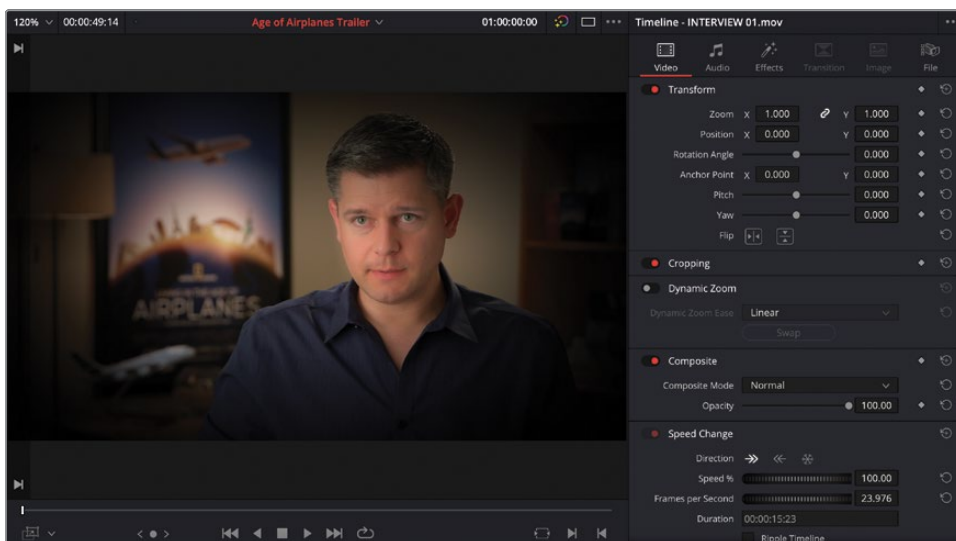 120% 00:00:49:14 Age of Airplanes Trailer 01:00:00:00
Timeline - INTERVIEW 01.mov
Video Audio Effects Transition Image File
Transform
Zoom X 1.000 Y 1.000
Position X 0.000 Y 0.000
Rotation Angle 0.000
Anchor Point X 0.000 Y 0.000
Pitch 0.000
Yaw 0.000
Flip
Cropping
Dynamic Zoom
Dynamic Zoom Ease Linear
Swap
Composite
Composite Mode Normal
Opacity 100.00
Speed Change
Direction
Speed % 100.00
Frames per Second 23.976
Duration 00:00:15:23
Ripple Timeline
AIRPLANES